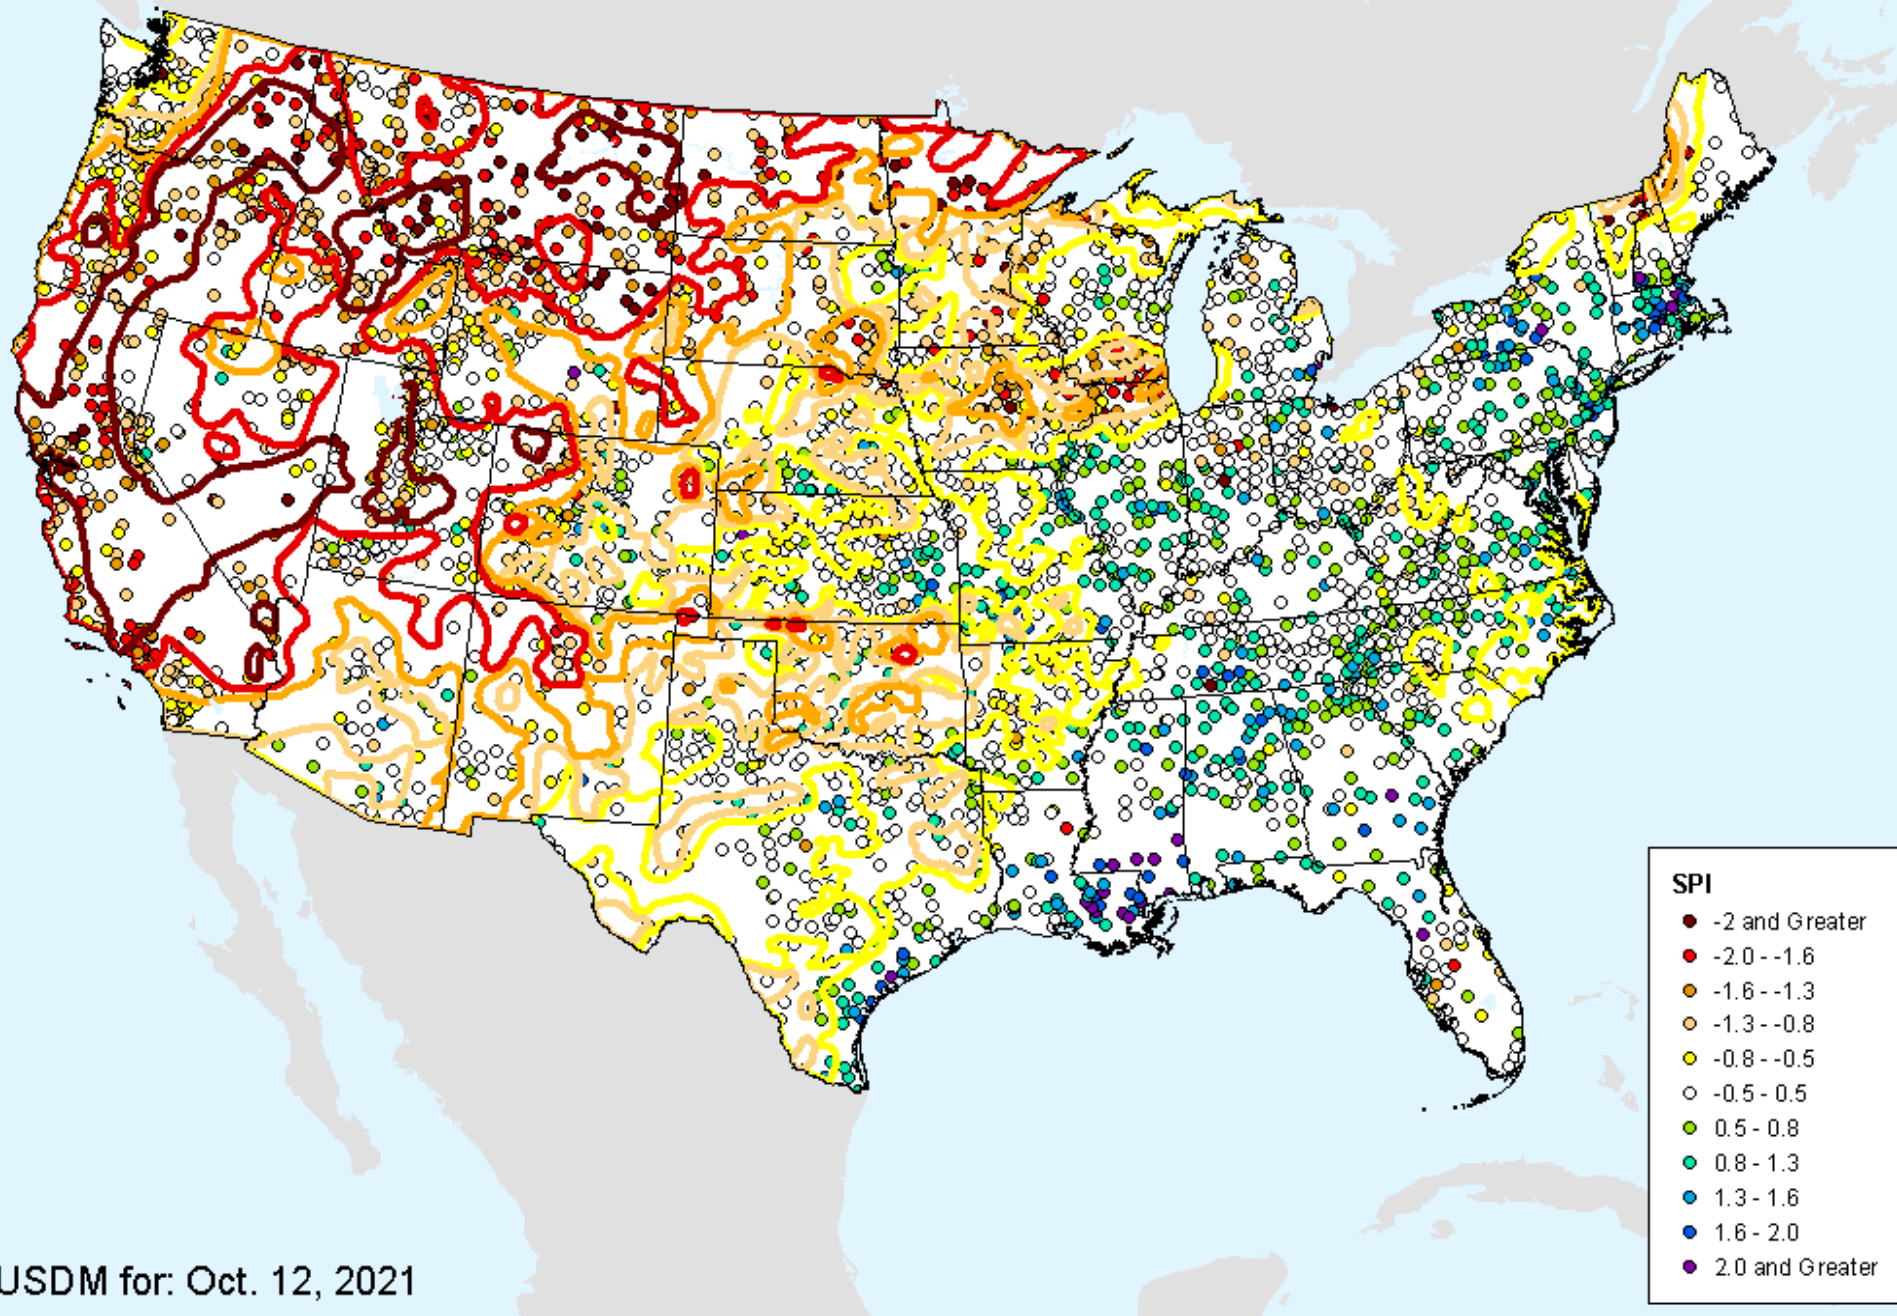 SPI
-2 and Greater
-2.0 - -1.6
-1.6 - -1.3
-1.3 - -0.8
-0.8 - -0.5
-0.5 - 0.5
0.5 - 0.8
0.8 - 1.3
1.3 - 1.6
1.6 - 2.0
2.0 and Greater
USDM for: Oct. 12, 2021